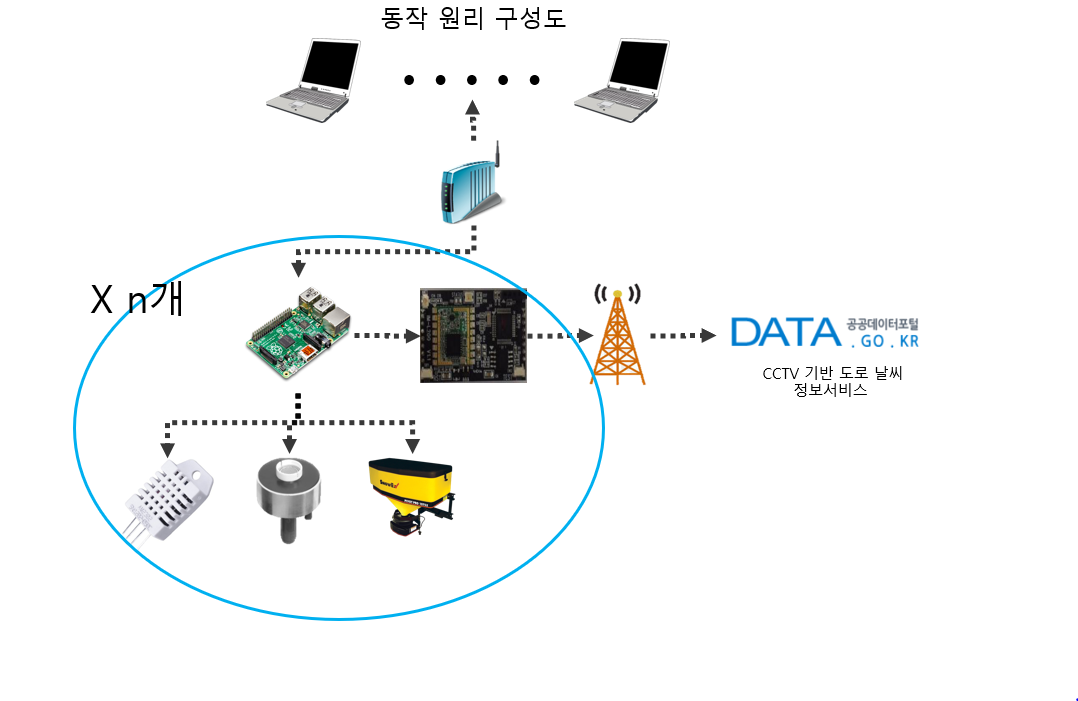 동작 원리 구성도
X n개
DATA 공공데이터포털
. GO . KR
CCTV 기반 도로 날씨
정보서비스
SnowEx